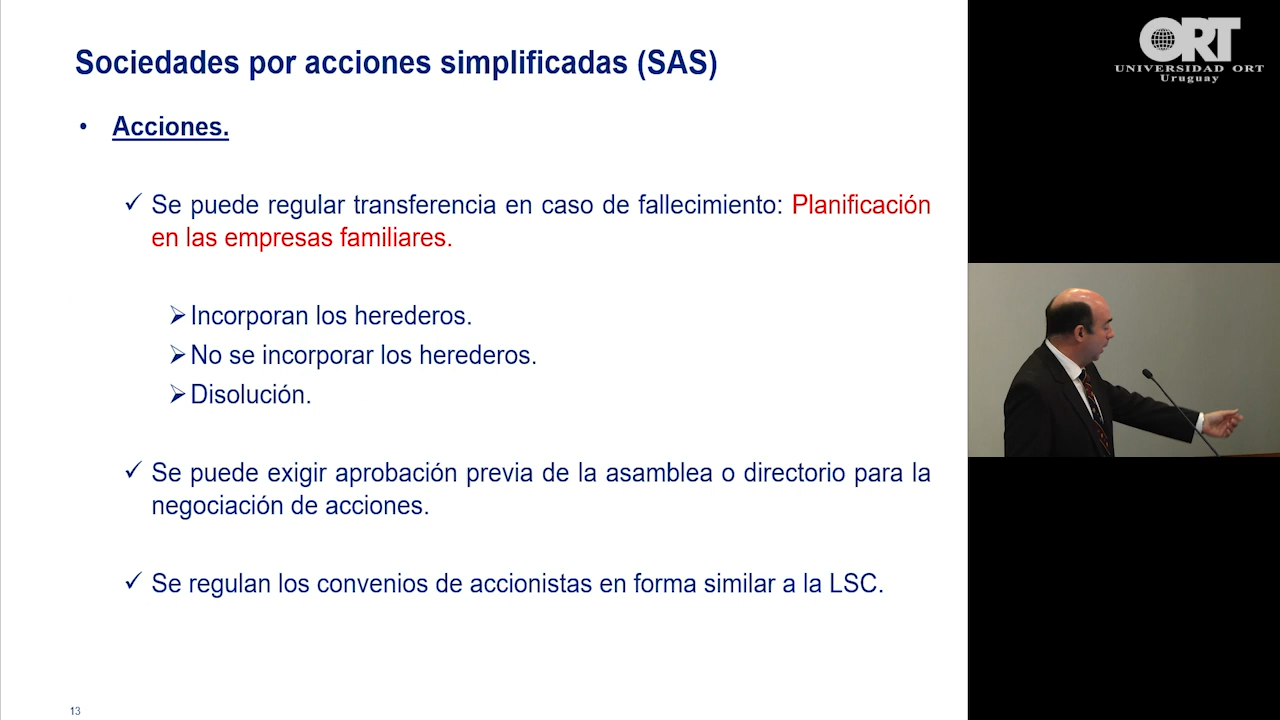 Sociedades por acciones simplificadas (SAS)
• Acciones.
✓ Se puede regular transferencia en caso de fallecimiento: Planificación
en las empresas familiares.
➢Incorporan los herederos.
➢No se incorporar los herederos.
➢Disolución.
✓ Se puede exigir aprobación previa de la asamblea o directorio para la
negociación de acciones.
✓ Se regulan los convenios de accionistas en forma similar a la LSC.
13
ORT
UNIVERSIDAD ORT
Uruguay